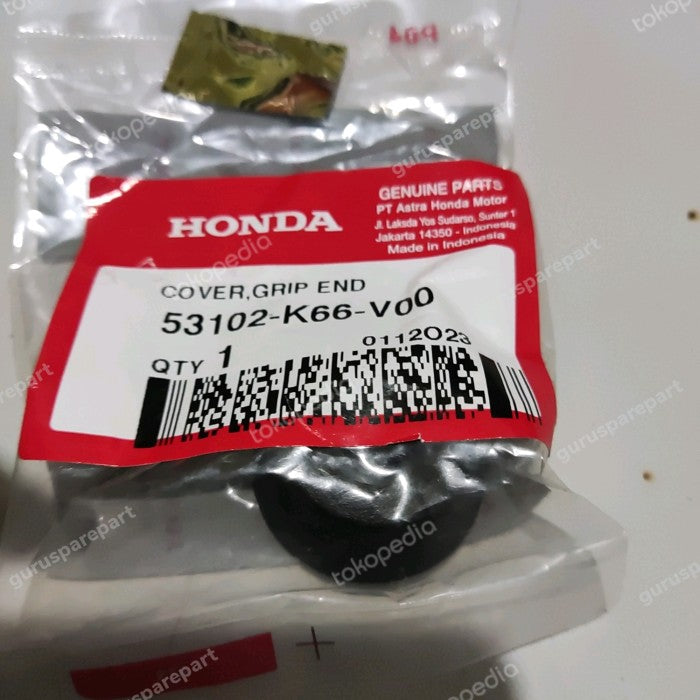 HONDA
GENUINE PARTS
PT Astra Honda Motor
Jl. Laksda Yos Sudarso, Sunter 1
Jakarta 14350 - Indonesia
Made in Indonesia
COVER,GRIP END
53102-K66-V00
0112023
QTY 1
tokopedia
gurusparepart